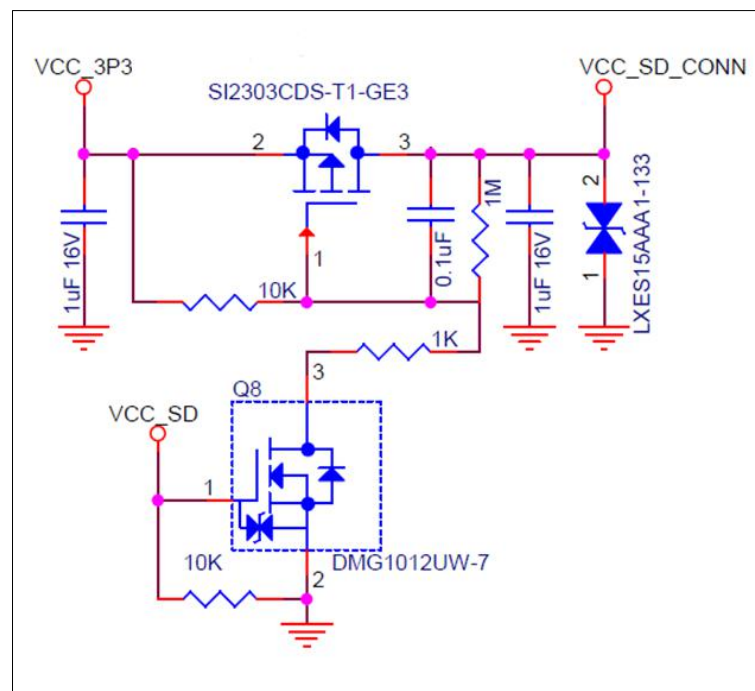 VCC_3P3
VCC_SD_CONN
SI2303CDS-T1-GE3
2
3
1uF 16V
1
0.1uF
1M
1uF 16V
2
1
LXES15AAA1-133
10K
1K
3
Q8
VCC_SD
1
10K
2
DMG1012UW-7